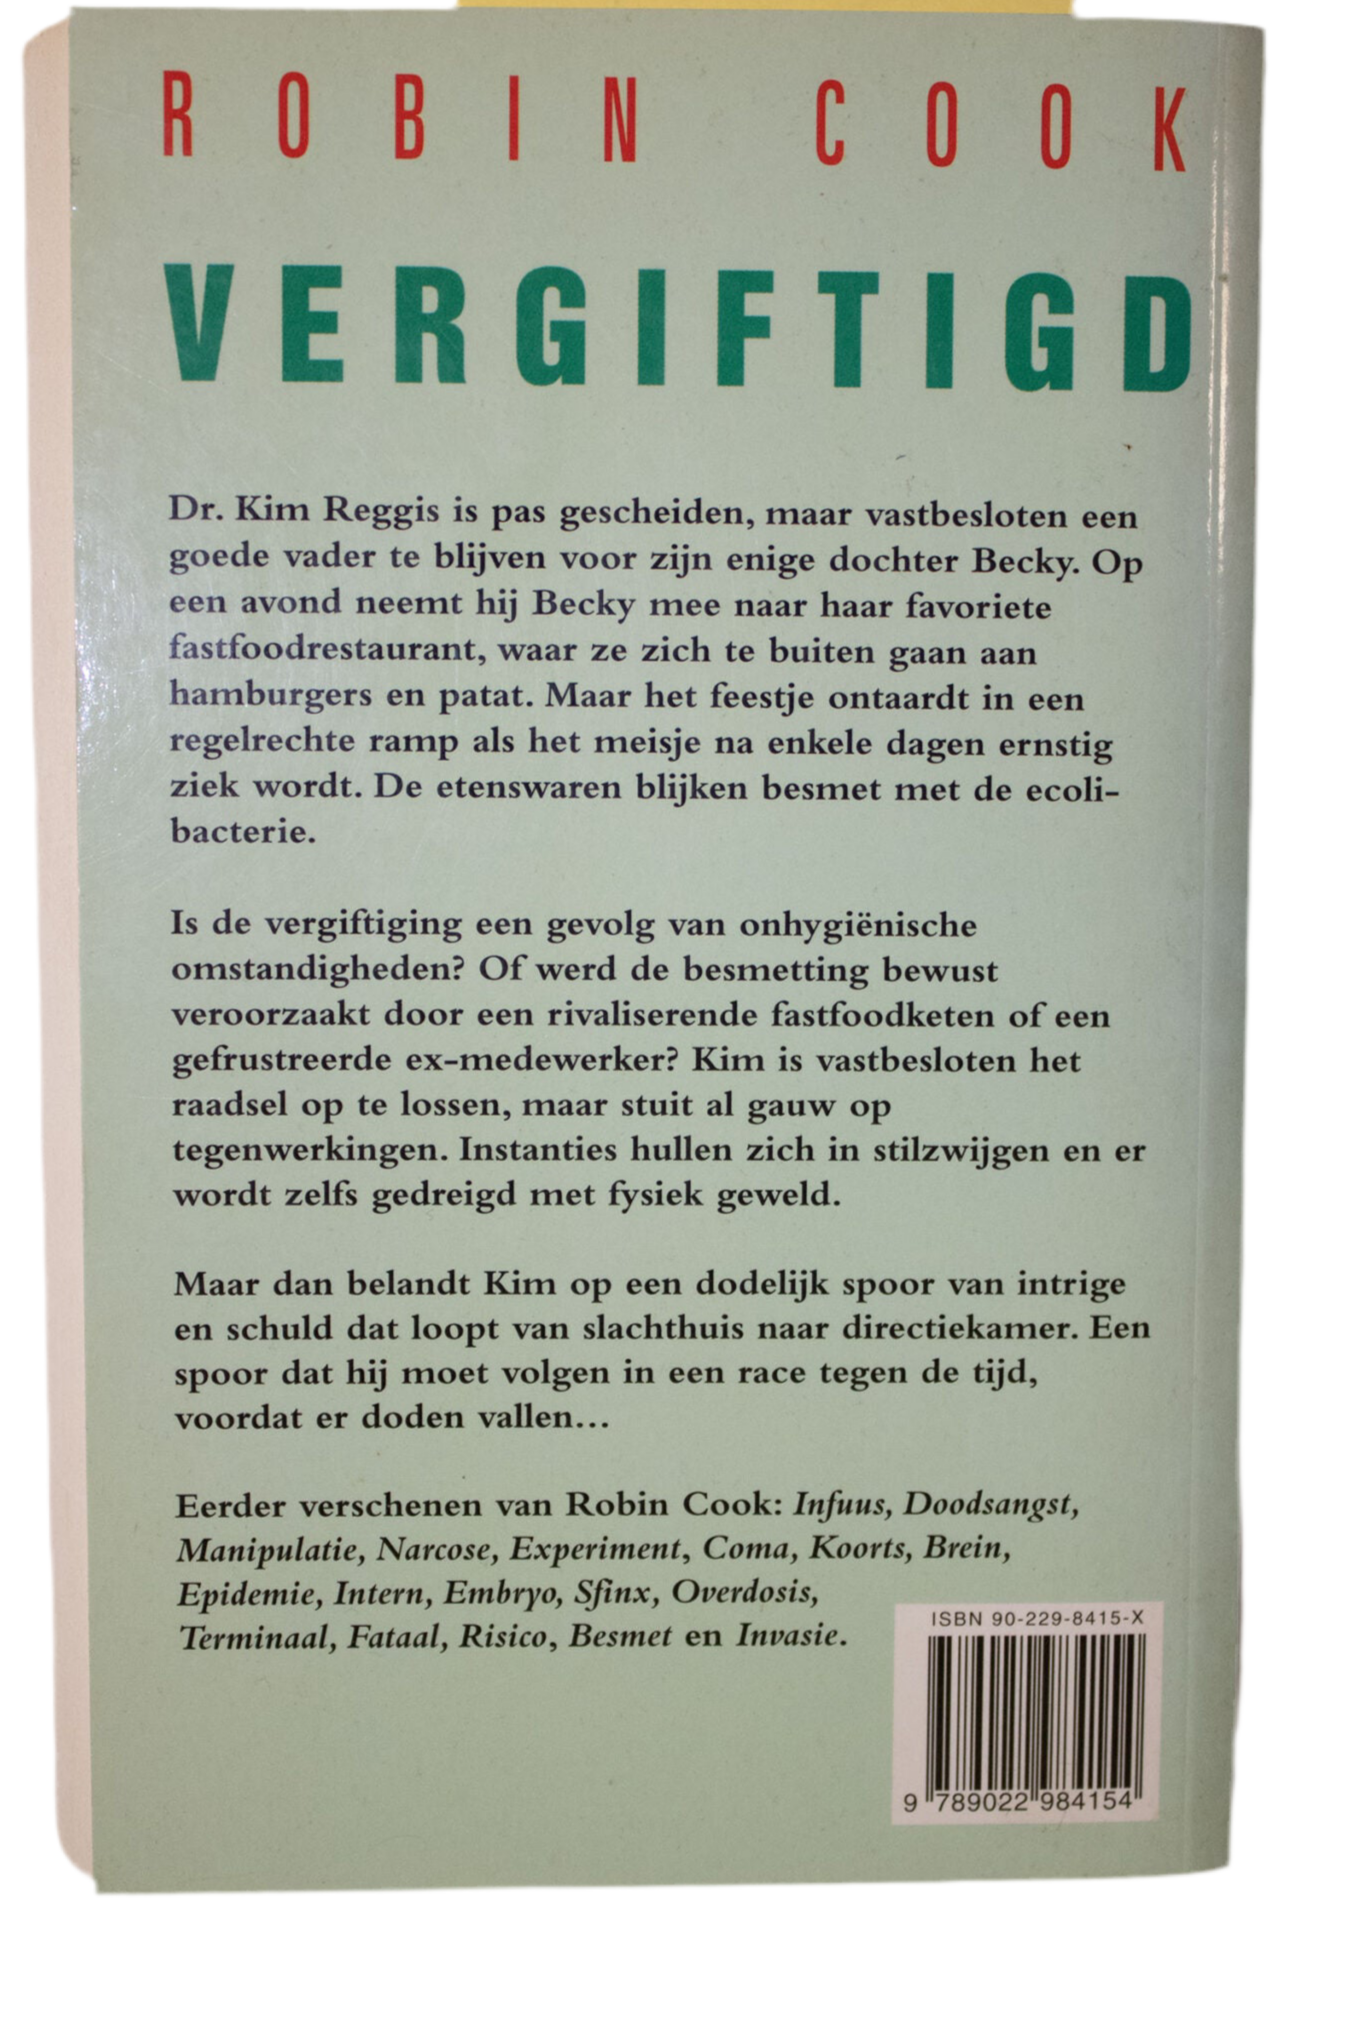 ROBIN COOK
VERGIFTIGD
Dr. Kim Reggis is pas gescheiden, maar vastbesloten een
goede vader te blijven voor zijn enige dochter Becky. Op
een avond neemt hij Becky mee naar haar favoriete
fastfoodrestaurant, waar ze zich te buiten gaan aan
hamburgers en patat. Maar het feestje ontaardt in een
regelrechte ramp als het meisje na enkele dagen ernstig
ziek wordt. De etenswaren blijken besmet met de ecoli-
bacterie.
Is de vergiftiging een gevolg van onhygiënische
omstandigheden? Of werd de besmetting bewust
veroorzaakt door een rivaliserende fastfoodketen of een
gefrustreerde ex-medewerker? Kim is vastbesloten het
raadsel op te lossen, maar stuit al gauw op
tegenwerkingen. Instanties hullen zich in stilzwijgen en er
wordt zelfs gedreigd met fysiek geweld.
Maar dan belandt Kim op een dodelijk spoor van intrige
en schuld dat loopt van slachthuis naar directiekamer. Een
spoor dat hij moet volgen in een race tegen de tijd,
voordat er doden vallen...
Eerder verschenen van Robin Cook: Infuus, Doodsangst,
Manipulatie, Narcose, Experiment, Coma, Koorts, Brein,
Epidemie, Intern, Embryo, Sfinx, Overdosis,
Terminaal, Fataal, Risico, Besmet en Invasie.
ISBN 90-229-8415-X
9 789022 984154